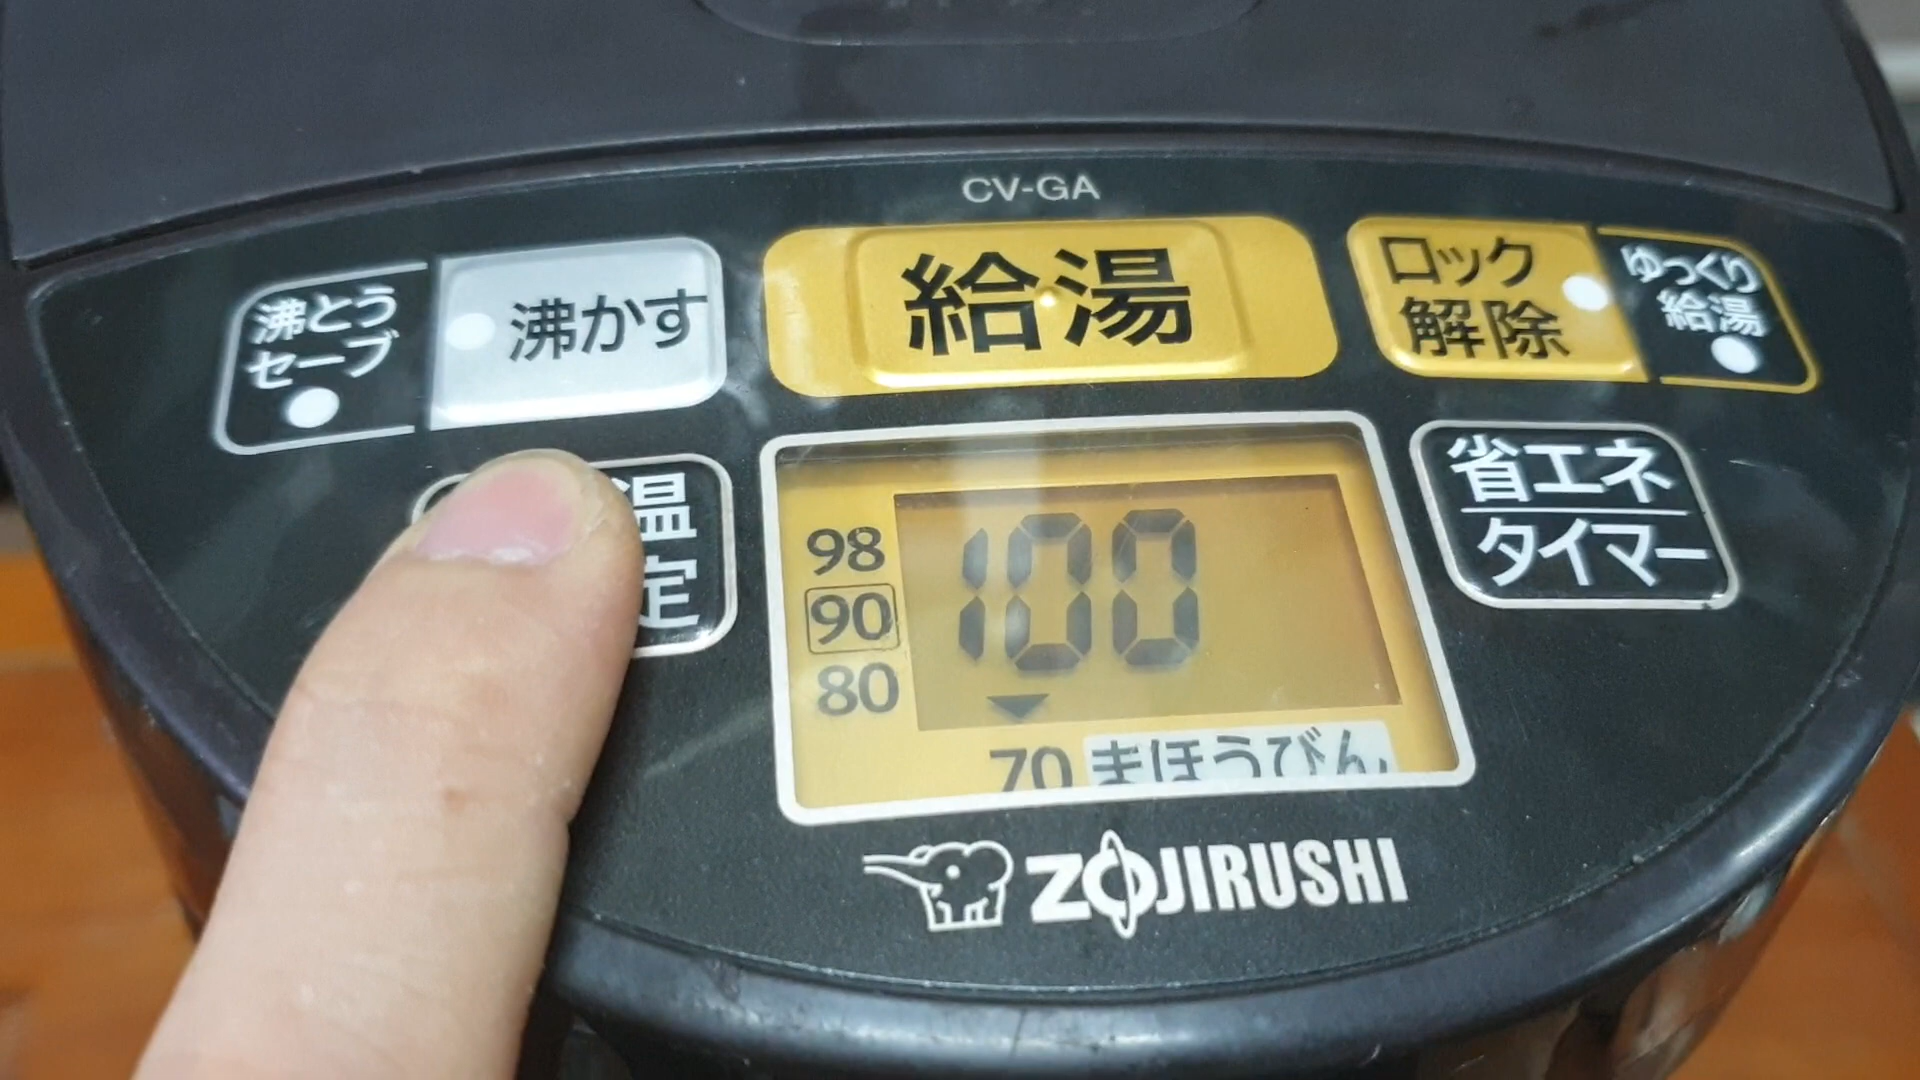 CV-GA
沸とう
セーブ
沸かす
給湯
ロック
解除
ゆっくり
給湯
温
定
98
90
80
100
70 まほうびん
省エネ
タイマー
ZOJIRUSHI